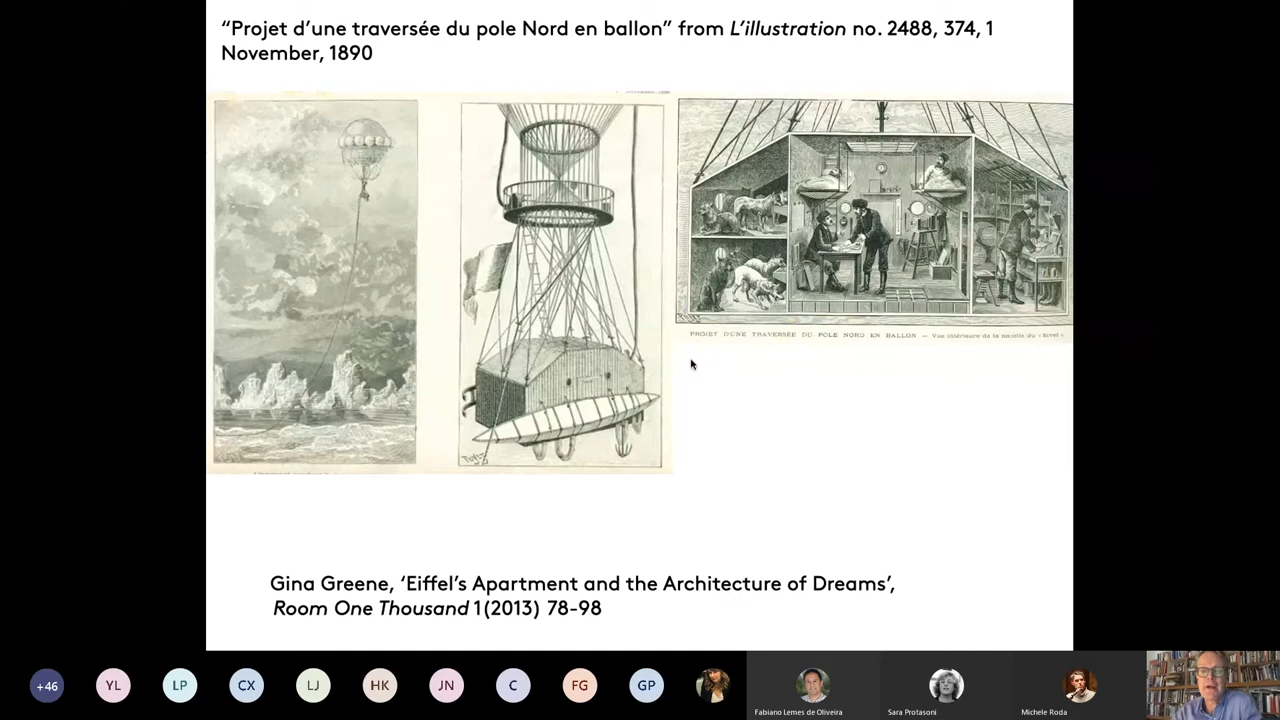 “Projet d’une traversée du pole Nord en ballon” from L’illustration no. 2488, 374, 1
November, 1890
PROJET D'UNE TRAVERSÉE DU POLE NORD EN BALLON — Vue intérieure de la nacelle du « Sivel »
Gina Greene, ‘Eiffel’s Apartment and the Architecture of Dreams’,
Room One Thousand 1(2013) 78-98
+46
YL
LP
CX
LJ
HK
JN
C
FG
GP
Fabiano Lemes de Oliveira
Sara Protasoni
Michele Roda